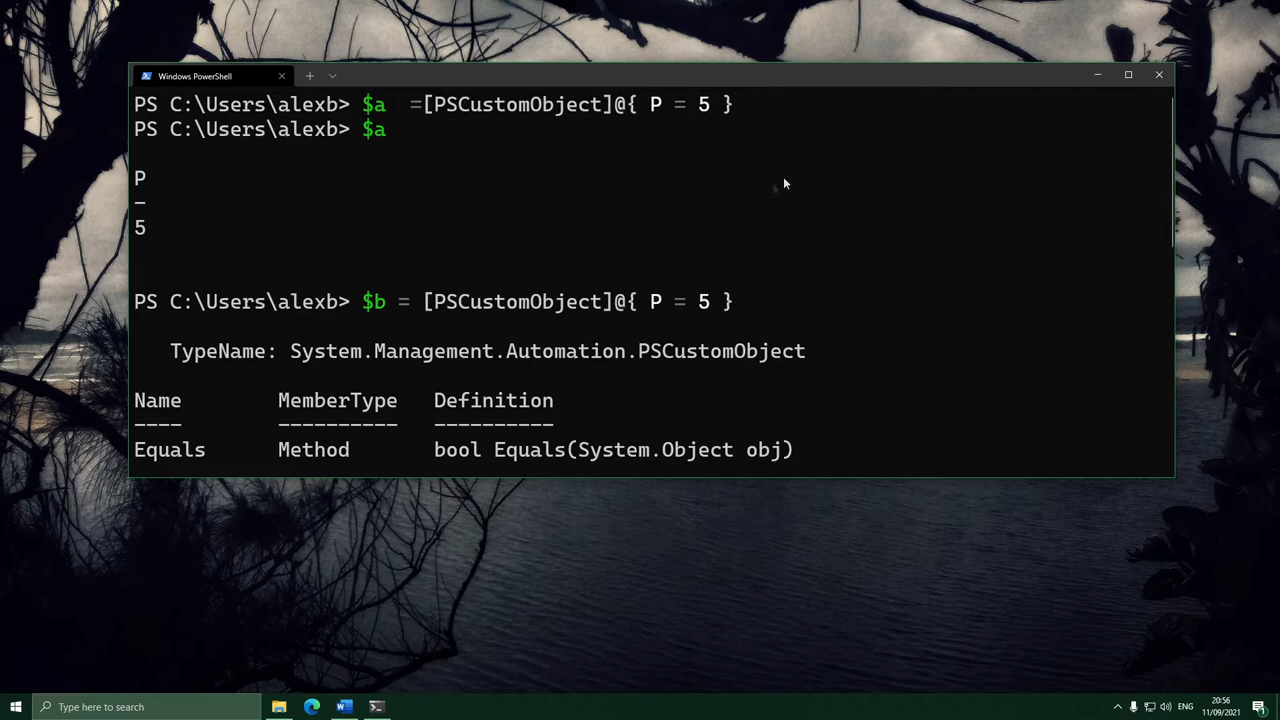 Windows PowerShell
PS C:\Users\alexb> $a  =[PSCustomObject]@{ P = 5 }
PS C:\Users\alexb> $a
P
-
5
PS C:\Users\alexb> $b = [PSCustomObject]@{ P = 5 }
TypeName: System.Management.Automation.PSCustomObject
Name        MemberType   Definition
----        ----------   ----------
Equals      Method       bool Equals(System.Object obj)
Type here to search
ENG
20:56
11/09/2021
1